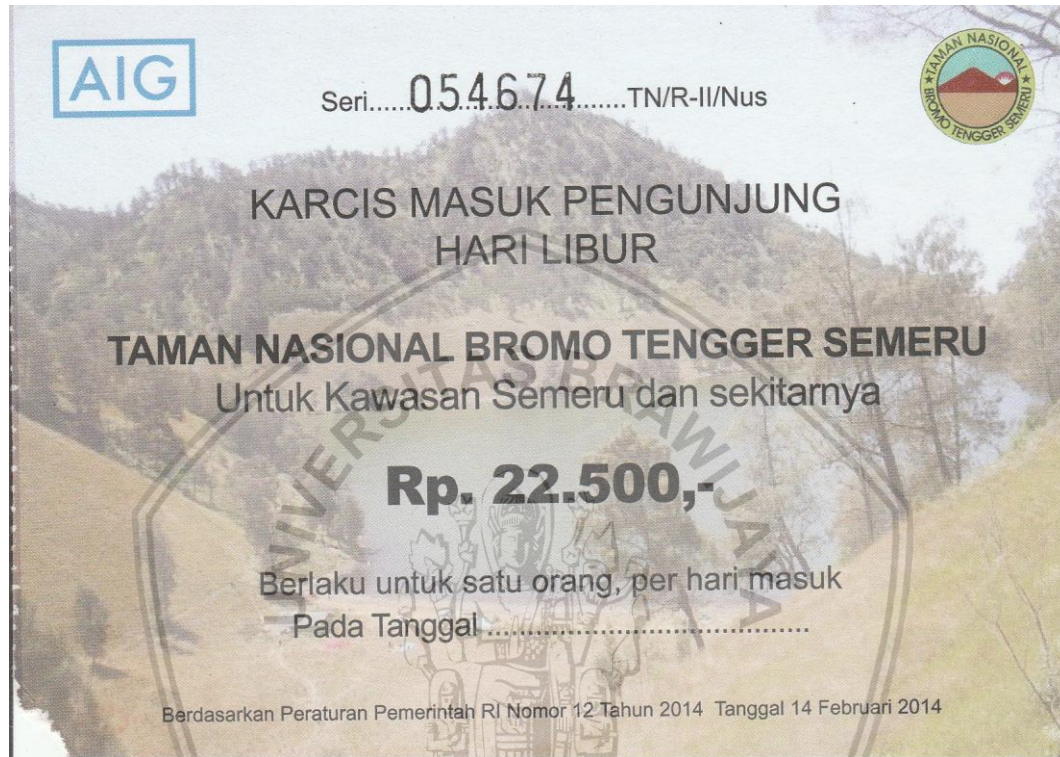 AIG
Seri......054674.......TN/R-II/Nus
TAMAN NASIONAL
BROMO TENGGER SEMERU
KARCIS MASUK PENGUNJUNG
HARI LIBUR
TAMAN NASIONAL BROMO TENGGER SEMERU
Untuk Kawasan Semeru dan sekitarnya
UNIVERSITAS BRAWIJAYA
Rp. 22.500,-
Berlaku untuk satu orang, per hari masuk
Pada Tanggal ........................................
Berdasarkan Peraturan Pemerintah RI Nomor 12 Tahun 2014 Tanggal 14 Februari 2014